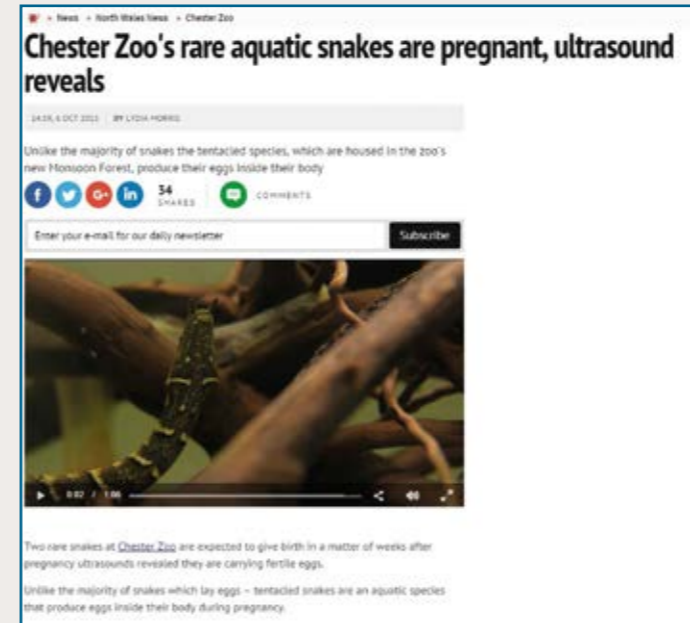 » News » North Wales News » Chester Zoo
Chester Zoo's rare aquatic snakes are pregnant, ultrasound
reveals
BY LYDIA MORRIS
Unlike the majority of snakes the tentacled species, which are housed in the zoo's
new Monsoon Forest, produce their eggs inside their body
34
SHARES
COMMENTS
Enter your e-mail for our daily newsletter
Subscribe
0:02 / 1:06
Two rare snakes at Chester Zoo are expected to give birth in a matter of weeks after
pregnancy ultrasounds revealed they are carrying fertile eggs.
Unlike the majority of snakes which lay eggs – tentacled snakes are an aquatic species
that produce eggs inside their body during pregnancy.